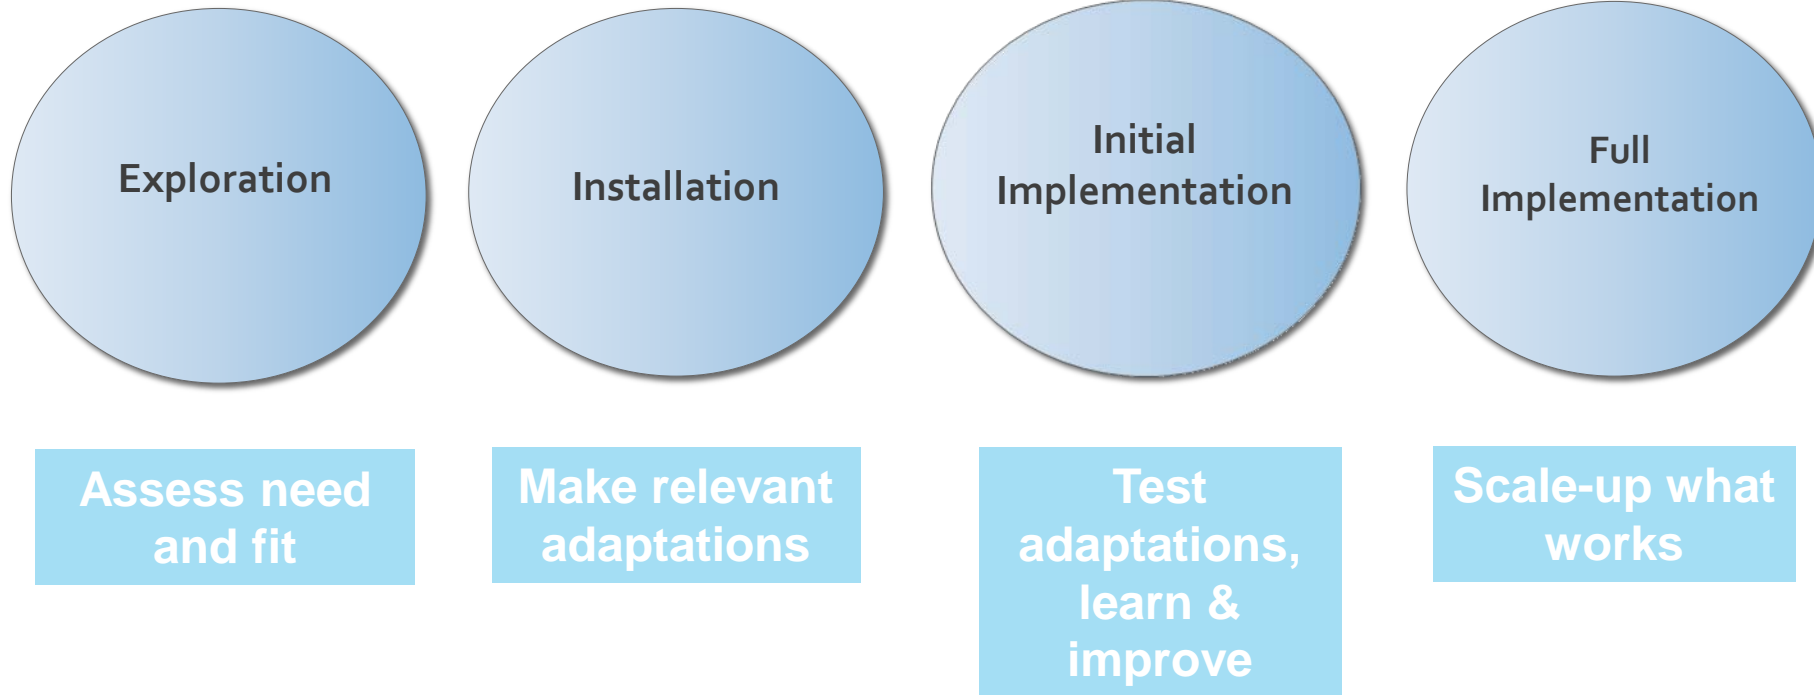 Exploration
Installation
Initial
Implementation
Full
Implementation
Assess need
and fit
Make relevant
adaptations
Test
adaptations,
learn &
improve
Scale-up what
works